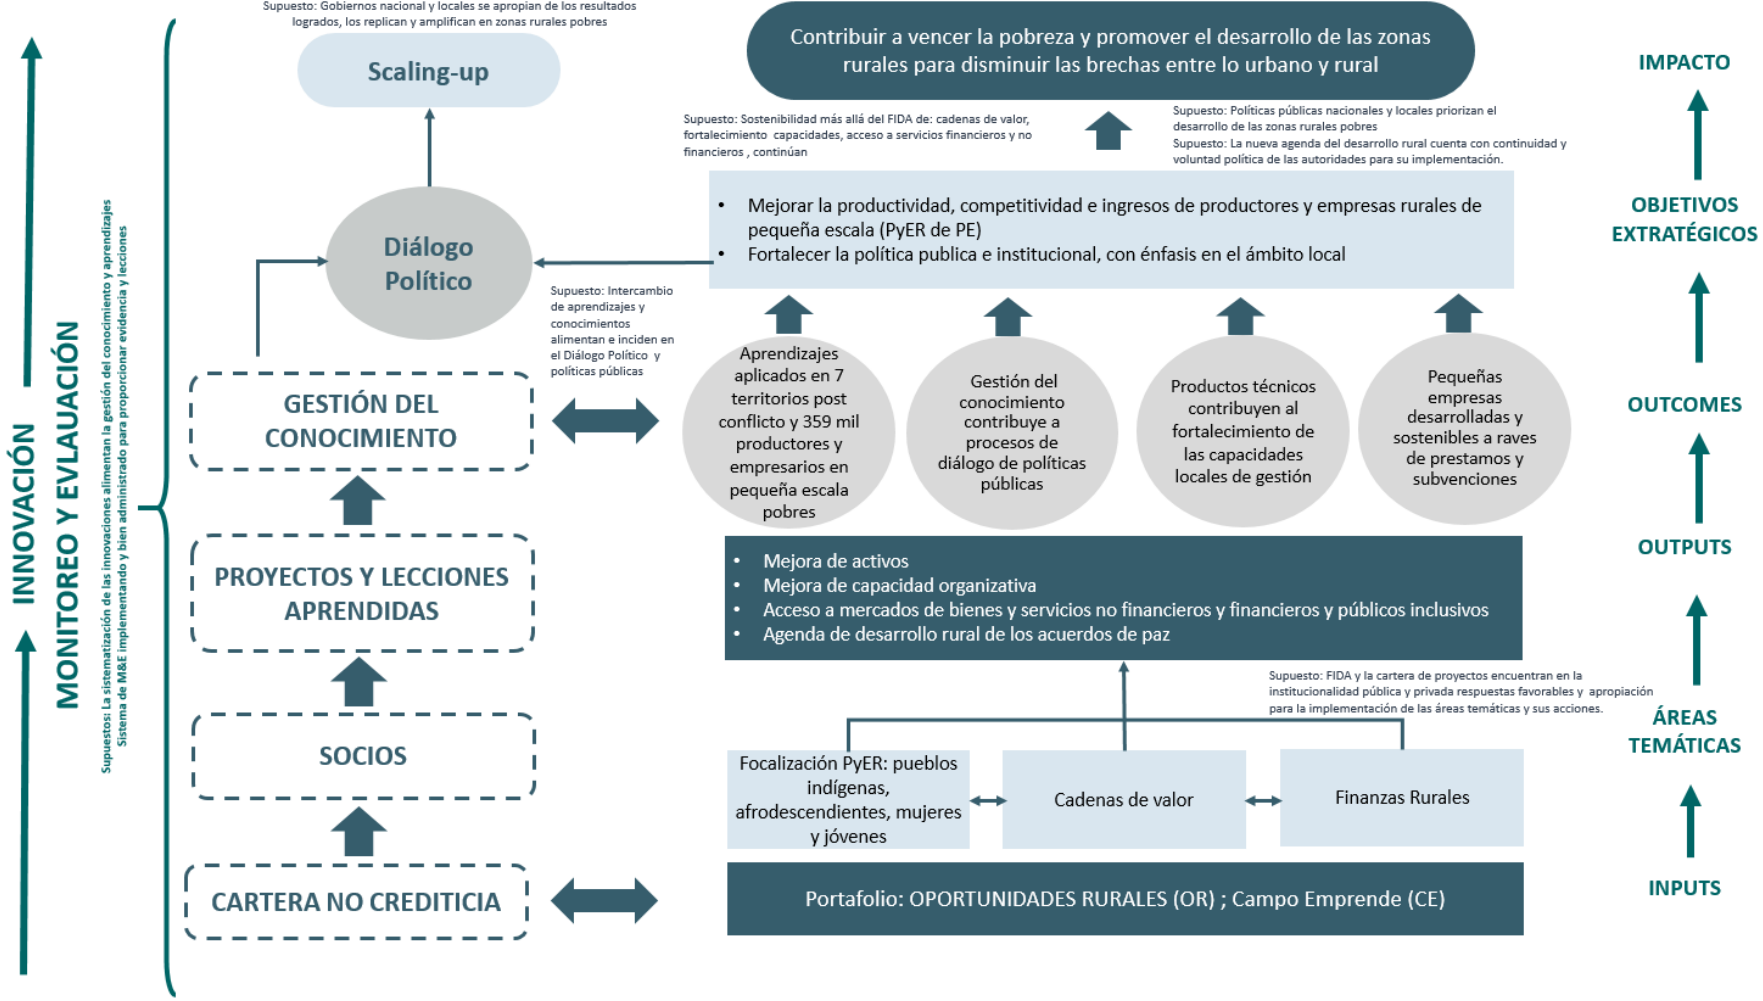 Supuesto: Gobiernos nacional y locales se apropian de los resultados
logrados, los replican y amplifican en zonas rurales pobres
Scaling-up
Contribuir a vencer la pobreza y promover el desarrollo de las zonas
rurales para disminuir las brechas entre lo urbano y rural
IMPACTO
Supuesto: Sostenibilidad más allá del FIDA de: cadenas de valor,
fortalecimiento capacidades, acceso a servicios financieros y no
financieros , continúan
Supuesto: Políticas públicas nacionales y locales priorizan el
desarrollo de las zonas rurales pobres
Supuesto: La nueva agenda del desarrollo rural cuenta con continuidad y
voluntad política de las autoridades para su implementación.
Diálogo
Político
• Mejorar la productividad, competitividad e ingresos de productores y empresas rurales de
pequeña escala (PyER de PE)
• Fortalecer la política publica e institucional, con énfasis en el ámbito local
OBJETIVOS
EXTRATÉGICOS
Supuesto: Intercambio
de aprendizajes y
conocimientos
alimentan e inciden en
el Diálogo Político y
políticas públicas
GESTIÓN DEL
CONOCIMIENTO
Aprendizajes
aplicados en 7
territorios post
conflicto y 359 mil
productores y
empresarios en
pequeña escala
pobres
Gestión del
conocimiento
contribuye a
procesos de
diálogo de políticas
públicas
Productos técnicos
contribuyen al
fortalecimiento de
las capacidades
locales de gestión
Pequeñas
empresas
desarrolladas y
sostenibles a raves
de prestamos y
subvenciones
OUTCOMES
INNOVACIÓN
MONITOREO Y EVLAUACIÓN
Supuestos: La sistematización de las innovaciones alimentan la gestión del conocimiento y aprendizajes
Sistema de M&E implementando y bien administrado para proporcionar evidencia y lecciones
PROYECTOS Y LECCIONES
APRENDIDAS
• Mejora de activos
• Mejora de capacidad organizativa
• Acceso a mercados de bienes y servicios no financieros y financieros y públicos inclusivos
• Agenda de desarrollo rural de los acuerdos de paz
OUTPUTS
Supuesto: FIDA y la cartera de proyectos encuentran en la
institucionalidad pública y privada respuestas favorables y apropiación
para la implementación de las áreas temáticas y sus acciones.
SOCIOS
Focalización PyER: pueblos
indígenas,
afrodescendientes, mujeres
y jóvenes
Cadenas de valor
Finanzas Rurales
ÁREAS
TEMÁTICAS
CARTERA NO CREDITICIA
Portafolio: OPORTUNIDADES RURALES (OR) ; Campo Emprende (CE)
INPUTS